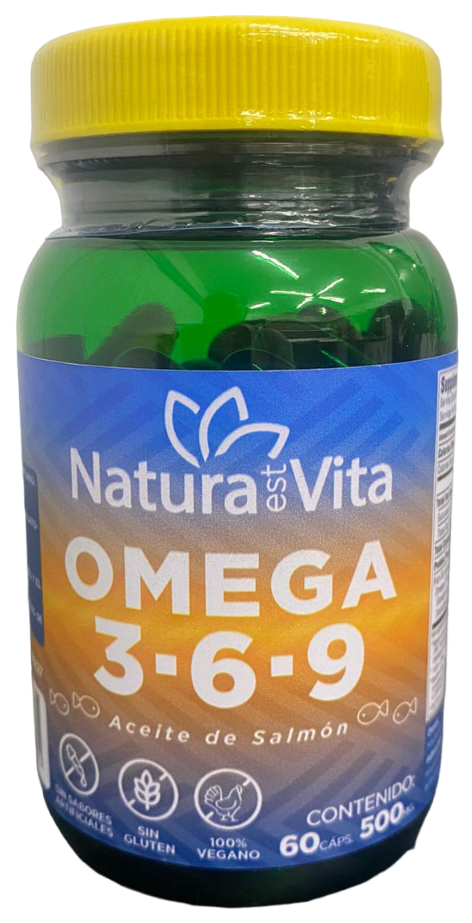 Natura est Vita
OMEGA
3-6-9
Aceite de Salmón
SIN SABORES
ARTIFICIALES
SIN
GLUTEN
100%
VEGANO
CONTENIDO:
60 CÁPS. 500